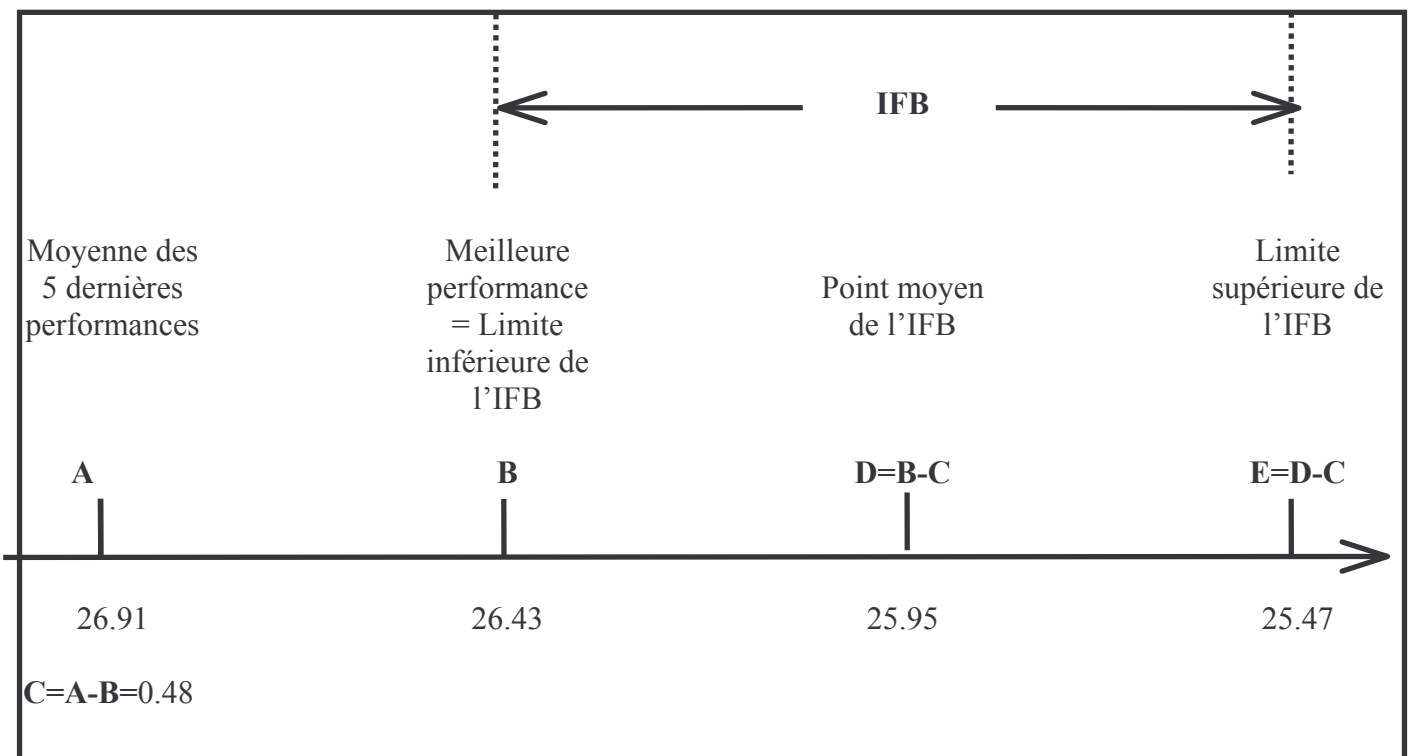 IFB
Moyenne des
5 dernières
performances
Meilleure
performance
= Limite
inférieure de
l’IFB
Point moyen
de l’IFB
Limite
supérieure de
l’IFB
A
B
D=B-C
E=D-C
26.91
26.43
25.95
25.47
C=A-B=0.48